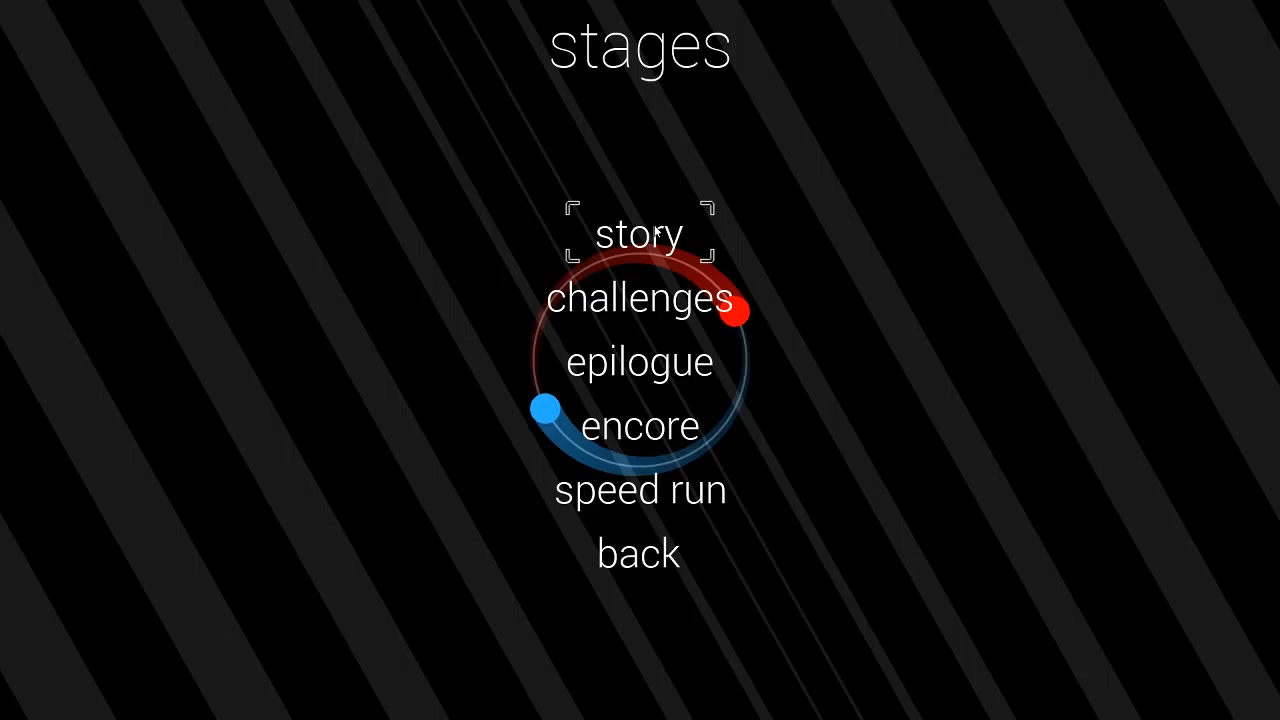 stages
story
challenges
epilogue
encore
speed run
back